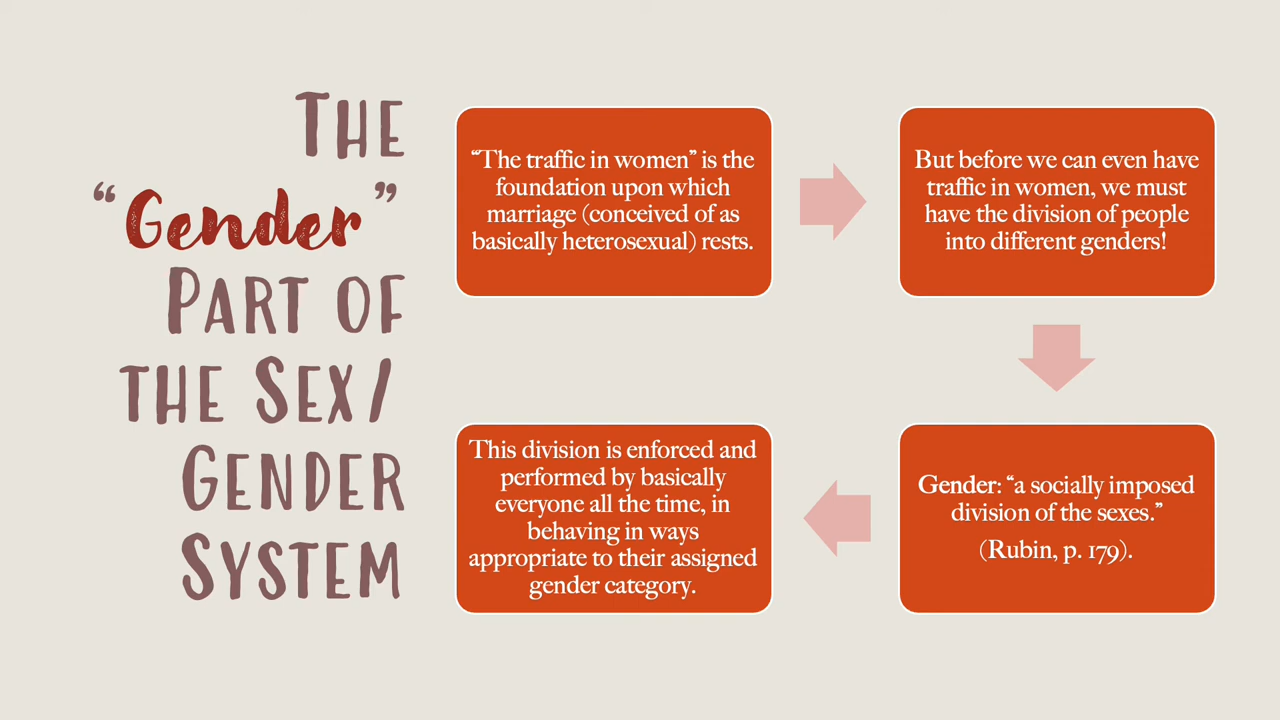 THE
“Gender”
PART OF
THE SEX/
GENDER
SYSTEM
“The traffic in women” is the
foundation upon which
marriage (conceived of as
basically heterosexual) rests.
But before we can even have
traffic in women, we must
have the division of people
into different genders!
Gender: “a socially imposed
division of the sexes.”
(Rubin, p. 179).
This division is enforced and
performed by basically
everyone all the time, in
behaving in ways
appropriate to their assigned
gender category.